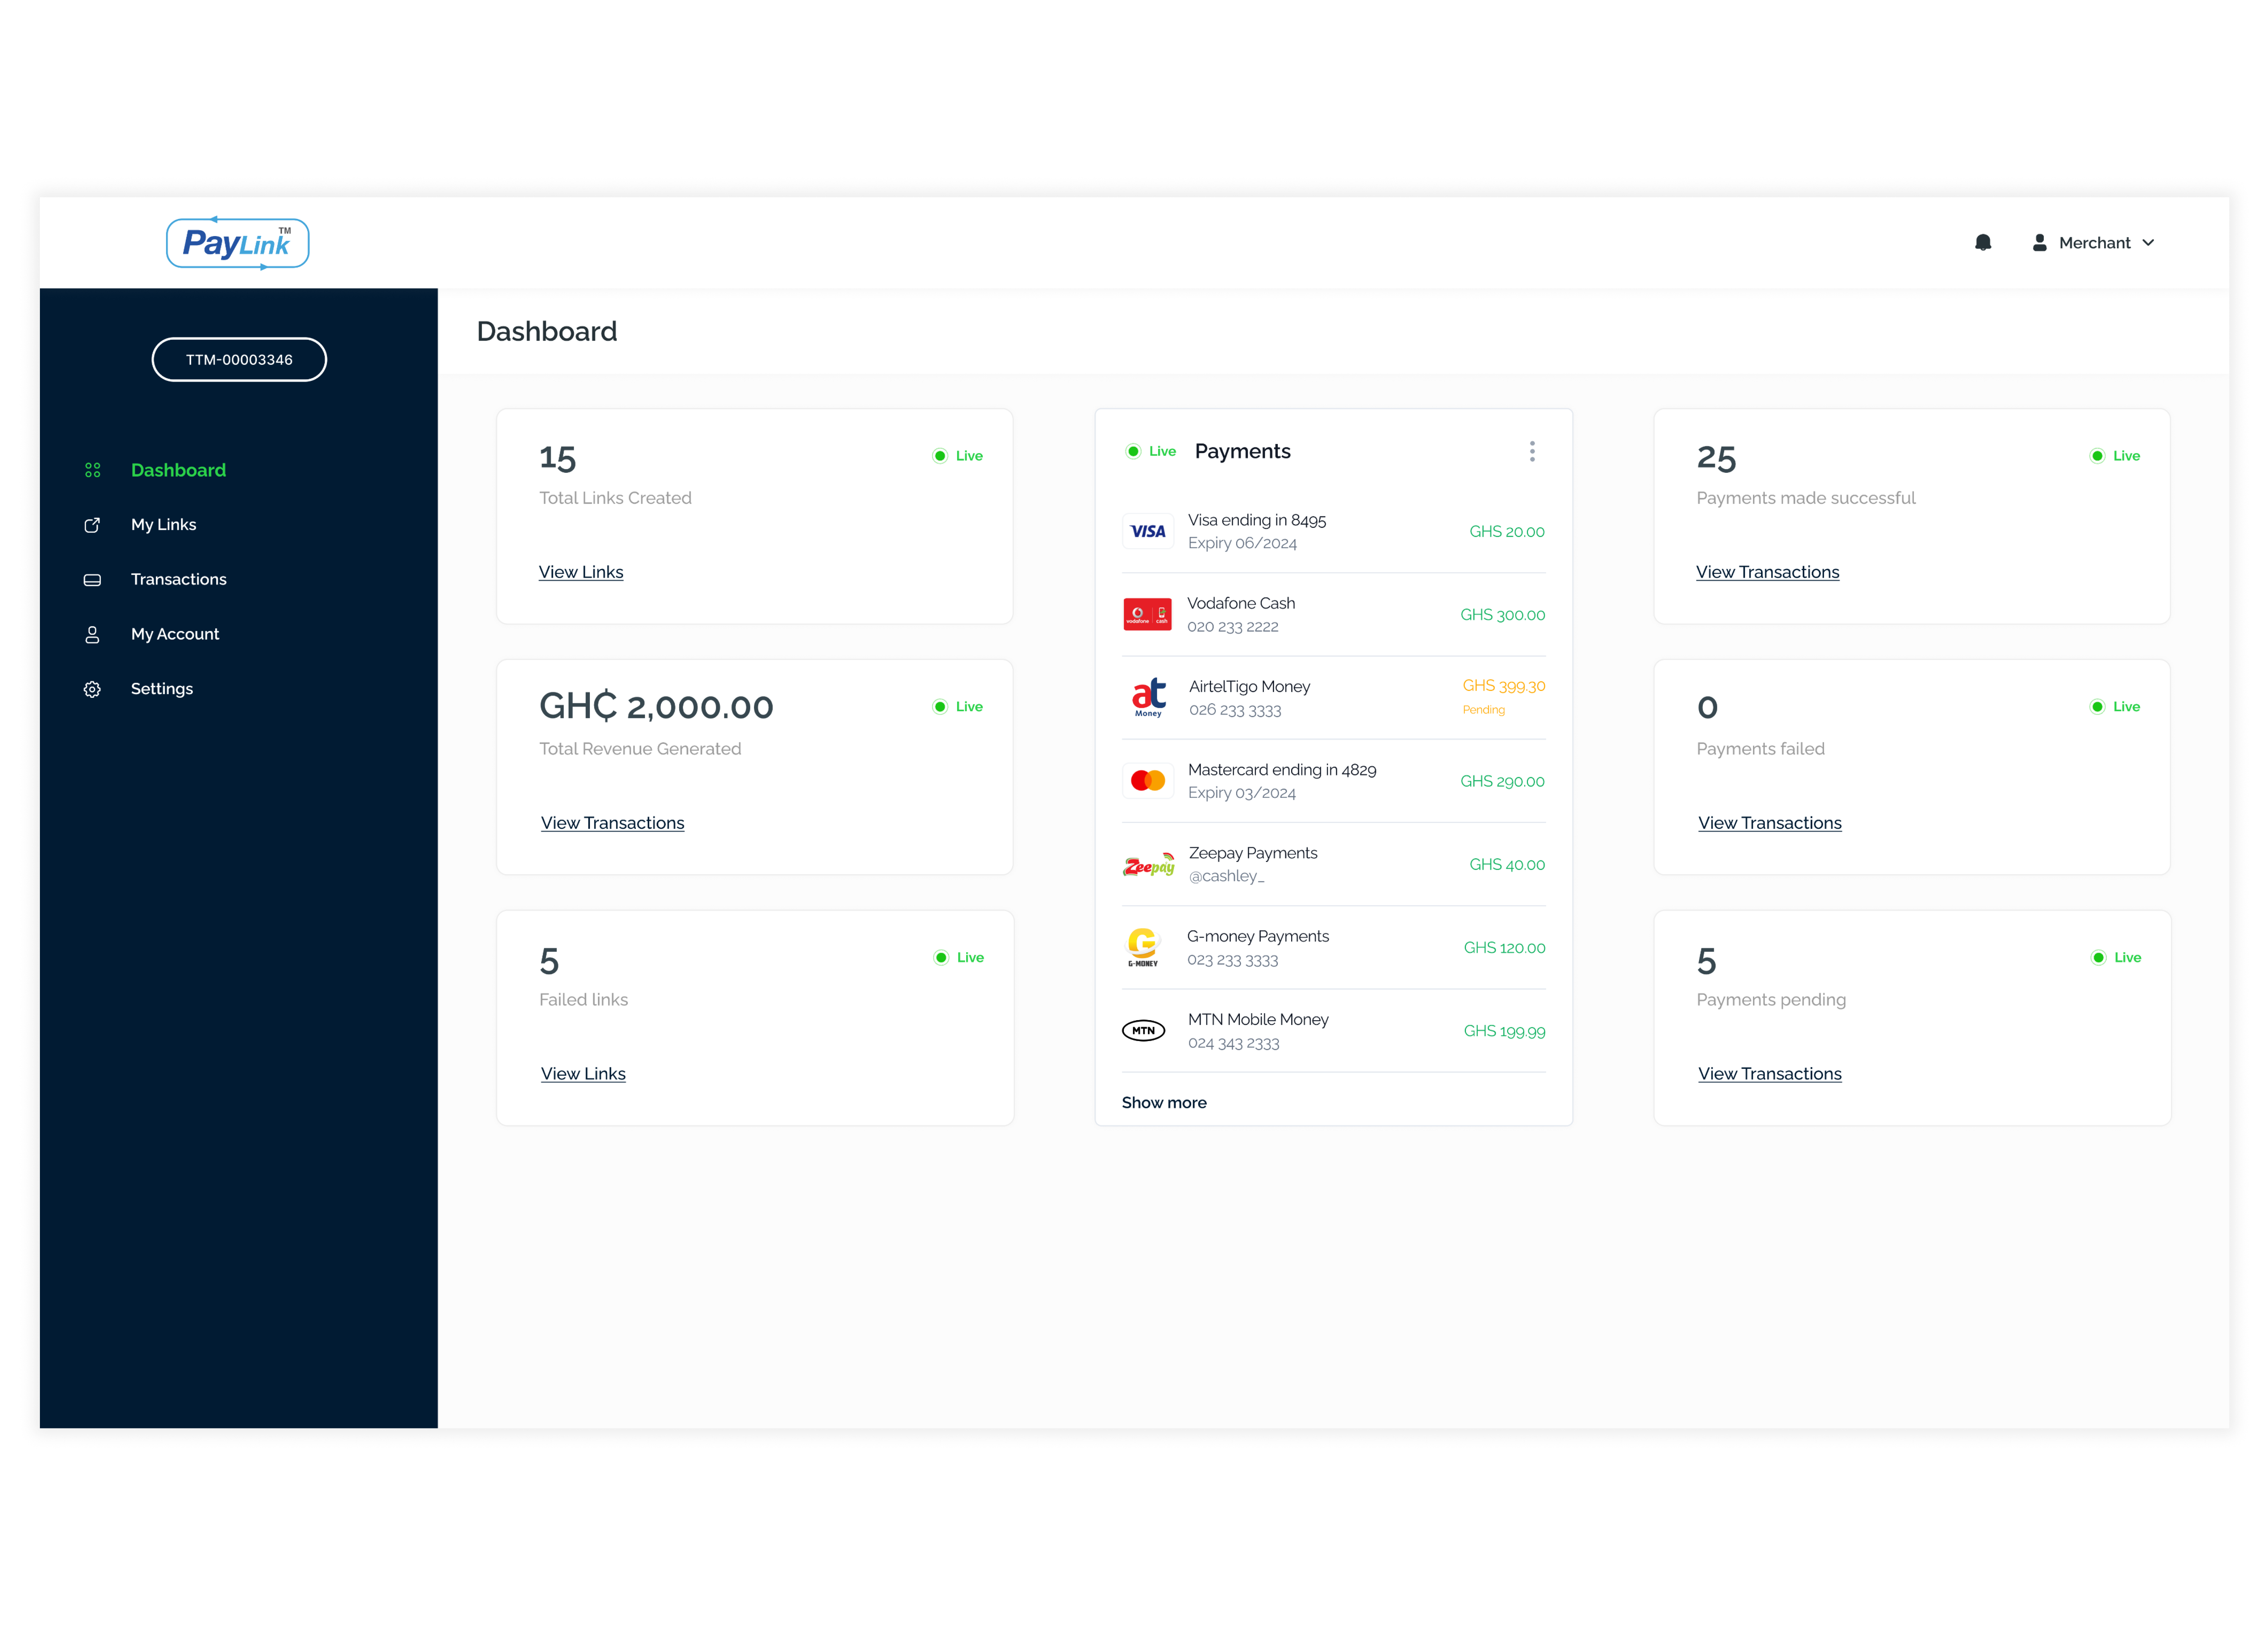 PayLink™
Merchant
TTM-00003346
Dashboard
My Links
Transactions
My Account
Settings
Dashboard
15
Live
Total Links Created
View Links
GH₵ 2,000.00
Live
Total Revenue Generated
View Transactions
5
Live
Failed links
View Links
Live Payments
VISA
Visa ending in 8495
Expiry 06/2024
GHS 20.00
vodafone cash
Vodafone Cash
020 233 2222
GHS 300.00
at
Money
AirtelTigo Money
026 233 3333
GHS 399.30
Pending
Mastercard ending in 4829
Expiry 03/2024
GHS 290.00
Zeepay
Zeepay Payments
@cashley_
GHS 40.00
G
G-MONEY
G-money Payments
023 233 3333
GHS 120.00
MTN
MTN Mobile Money
024 343 2333
GHS 199.99
Show more
25
Live
Payments made successful
View Transactions
0
Live
Payments failed
View Transactions
5
Live
Payments pending
View Transactions